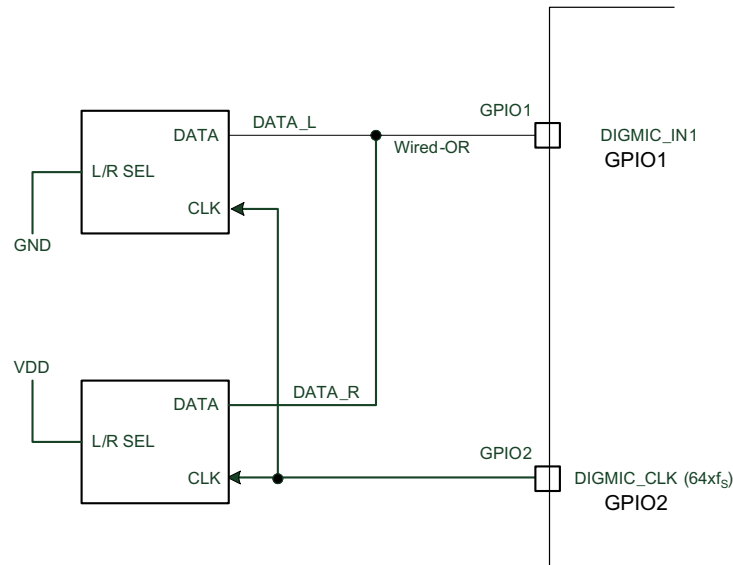 GPIO1
DATA_L
DATA
Wired-OR
DIGMIC_IN1
GPIO1
L/R SEL
CLK
GND
VDD
DATA_R
DATA
L/R SEL
GPIO2
CLK
DIGMIC_CLK (64xfS)
GPIO2